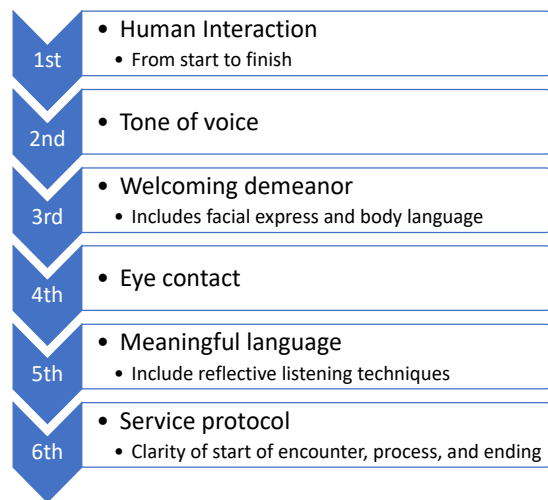 1st
• Human Interaction
• From start to finish
2nd
• Tone of voice
3rd
• Welcoming demeanor
• Includes facial express and body language
4th
• Eye contact
5th
• Meaningful language
• Include reflective listening techniques
6th
• Service protocol
• Clarity of start of encounter, process, and ending